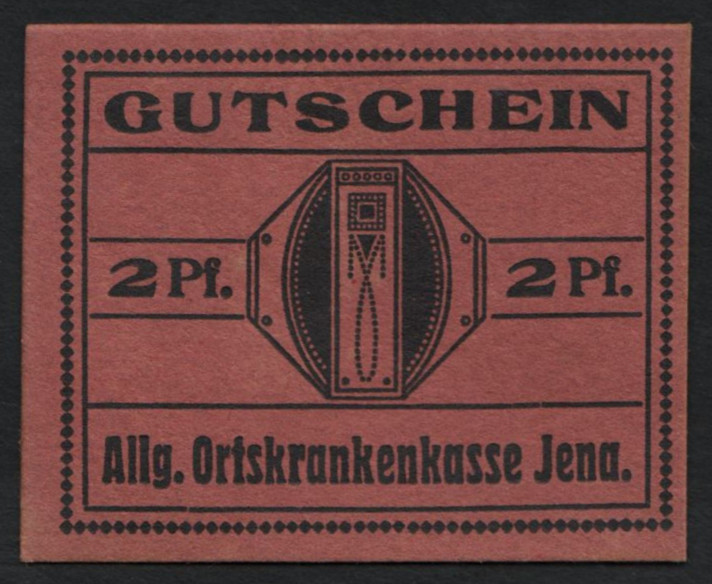 GUTSCHEIN
2 Pf. 2 Pf.
Allg. Ortskrankenkasse Jena.